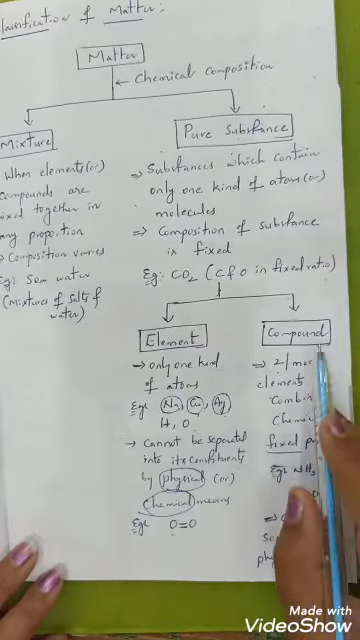 Classification of Matter:
Matter
← Chemical composition
Mixture
When elements (or)
compounds are
mixed together in
any proportion
→ Composition varies
Eg: Sea water
(Mixtures of Salts &
water)
Pure Substance
⇒ Substances which contain
only one kind of atoms (or)
molecules
⇒ Composition of substance
is fixed
Eg: CO2 (C & O in fixed ratio)
Element
→ only one kind
of atoms
Eg: Na, Cu, Ag
H, O
→ Cannot be separated
into its constituents
by physical (or)
chemical means
Eg: O=O
Compound
→ 2/mor
elements
Combin
Chemic
fixed p
Eg: NH3
Made with
VideoShow